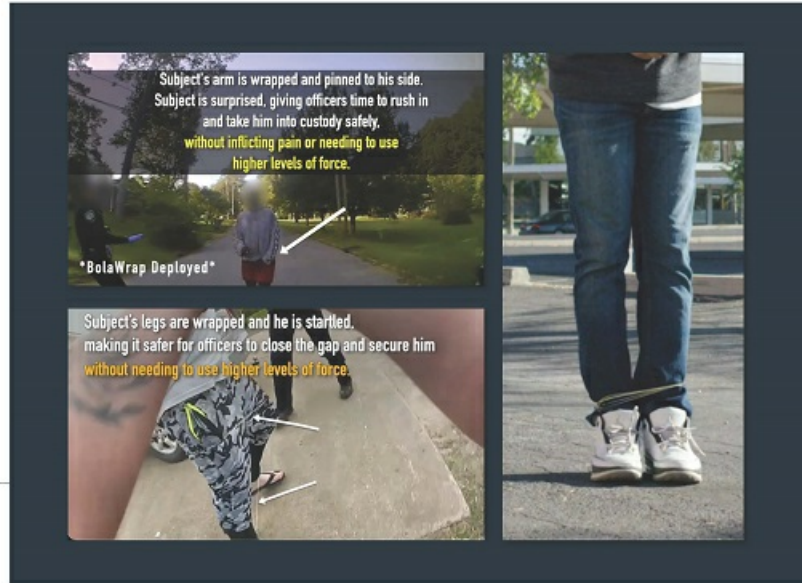 Subject's arm is wrapped and pinned to his side.
Subject is surprised, giving officers time to rush in
and take him into custody safely,
without inflicting pain or needing to use
higher levels of force.
*BolaWrap Deployed*
Subject's legs are wrapped and he is startled,
making it safer for officers to close the gap and secure him
without needing to use higher levels of force.